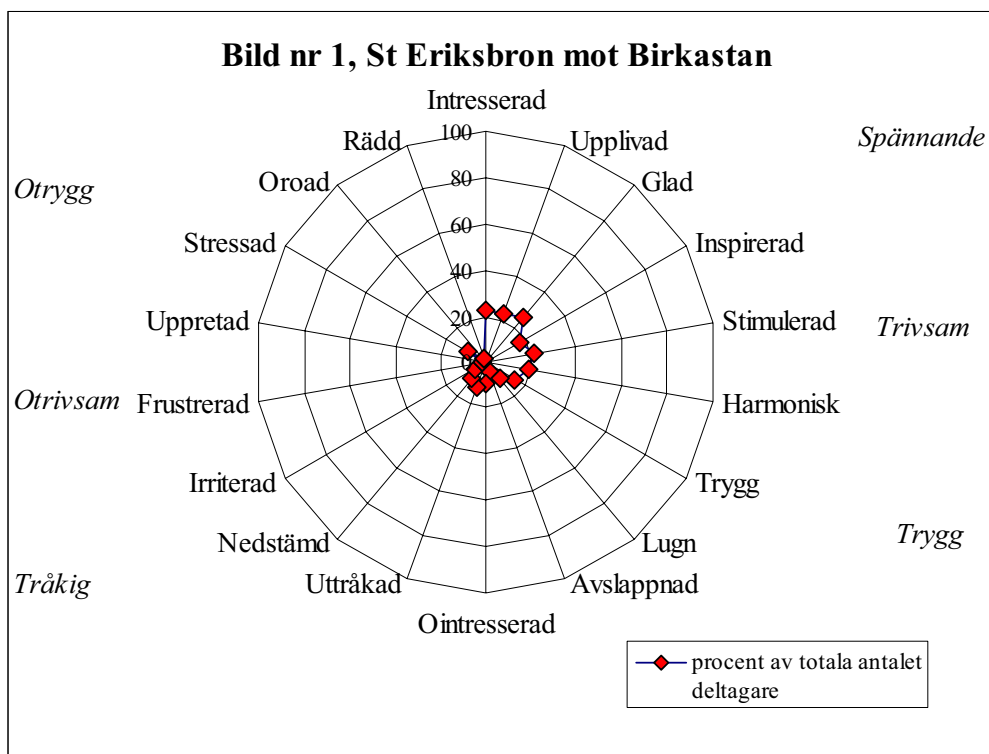 Bild nr 1, St Eriksbron mot Birkastan
Intresserad
Upplivad
Glad
Inspirerad
Stimulerad
Harmonisk
Trygg
Lugn
Avslappnad
Ointresserad
Uttråkad
Nedstämd
Irriterad
Frustrerad
Uppretad
Stressad
Oroad
Rädd
100
80
60
40
20
0
Spännande
Trivsam
Trygg
Otrygg
Otrivsam
Tråkig
procent av totala antalet
deltagare